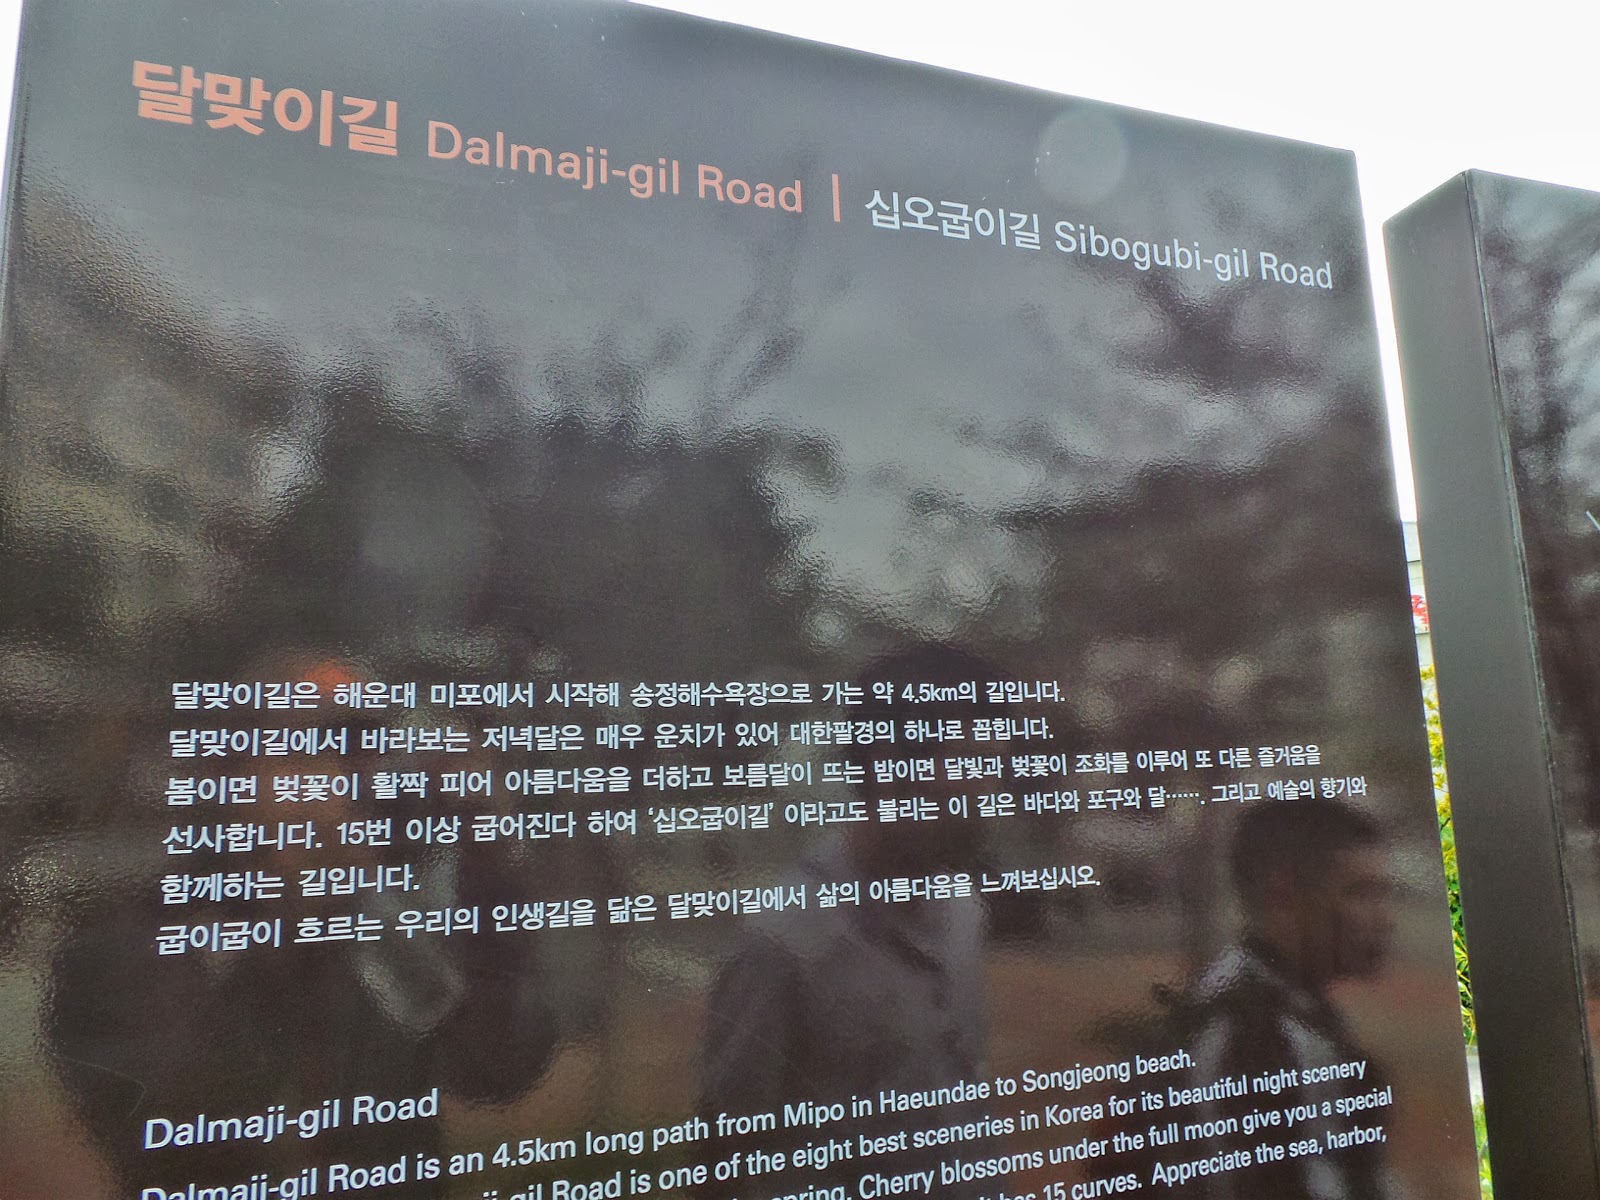 달맞이길 Dalmaji-gil Road | 십오굽이길 Sibogubi-gil Road
달맞이길은 해운대 미포에서 시작해 송정해수욕장으로 가는 약 4.5km의 길입니다.
달맞이길에서 바라보는 저녁달은 매우 운치가 있어 대한팔경의 하나로 꼽힙니다.
봄이면 벚꽃이 활짝 피어 아름다움을 더하고 보름달이 뜨는 밤이면 달빛과 벚꽃이 조화를 이루어 또 다른 즐거움을
선사합니다. 15번 이상 굽어진다 하여 ‘십오굽이길’ 이라고도 불리는 이 길은 바다와 포구와 달……. 그리고 예술의 향기와
함께하는 길입니다.
굽이굽이 흐르는 우리의 인생길을 닮은 달맞이길에서 삶의 아름다움을 느껴보십시오.
Dalmaji-gil Road
Dalmaji-gil Road is an 4.5km long path from Mipo in Haeundae to Songjeong beach.
Road is one of the eight best sceneries in Korea for its beautiful night scenery
spring. Cherry blossoms under the full moon give you a special
has 15 curves. Appreciate the sea, harbor,